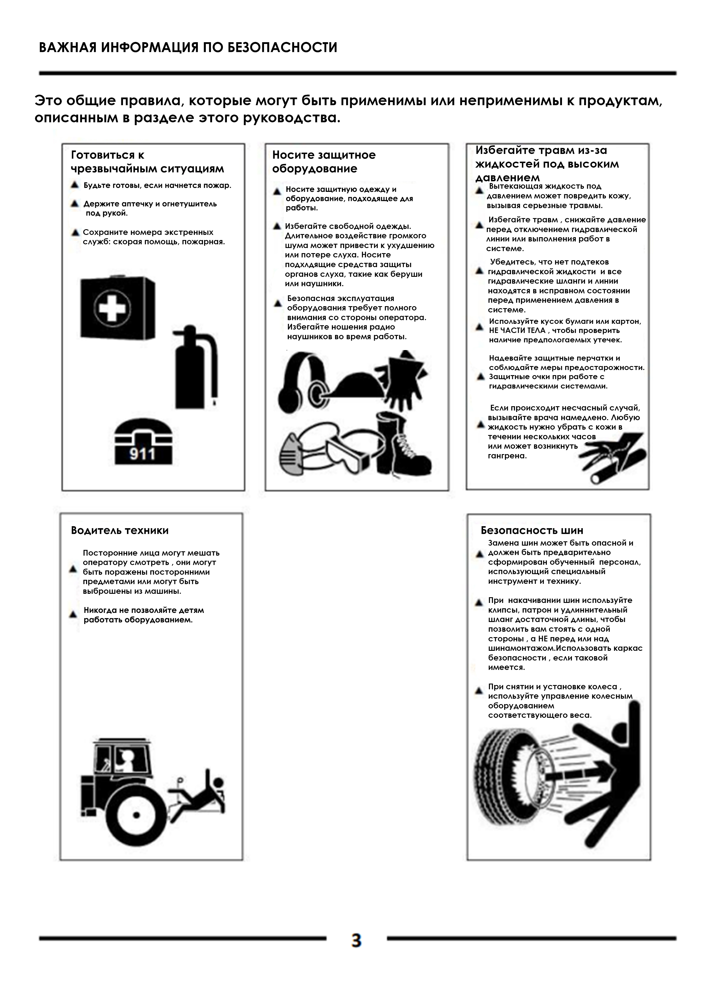 ВАЖНАЯ ИНФОРМАЦИЯ ПО БЕЗОПАСНОСТИ
Это общие правила, которые могут быть применимы или неприменимы к продуктам,
описанным в разделе этого руководства.
Готовиться к
чрезвычайным ситуациям
Будьте готовы, если начнется пожар.
Держите аптечку и огнетушитель
под рукой.
Сохраните номера экстренных
служб: скорая помощь, пожарная.
911
Носите защитное
оборудование
Носите защитную одежду и
оборудование, подходящее для
работы.
Избегайте свободной одежды.
Длительное воздействие громкого
шума может привести к ухудшению
или потере слуха. Носите
подхлдящие средства защиты
органов слуха, такие как беруши
или наушники.
Безопасная эксплуатация
оборудования требует полного
внимания со стороны оператора.
Избегайте ношения радио
наушников во время работы.
Избегайте травм из-за
жидкостей под высоким
давлением
Вытекающая жидкость под
давлением может повредить кожу,
вызывая серьезные травмы.
Избегайте травм , снижайте давление
перед отключением гидравлической
линии или выполнения работ в
системе.
Убедитесь, что нет подтеков
гидравлической жидкости и все
гидравлические шланги и линии
находятся в исправном состоянии
перед применением давления в
системе.
Используйте кусок бумаги или картон,
НЕ ЧАСТИ ТЕЛА , чтобы проверить
наличие предпологаемых утечек.
Надевайте защитные перчатки и
соблюдайте меры предостарожности.
Защитные очки при работе с
гидравлическими системами.
Если происходит несчасный случай,
вызывайте врача намедлено. Любую
жидкость нужно убрать с кожи в
течении нескольких часов
или может возникнуть
гангрена.
Водитель техники
Посторонние лица могут мешать
оператору смотреть , они могут
быть поражены посторонними
предметами или могут быть
выброшены из машины.
Никогда не позволяйте детям
работать оборудованием.
Безопасность шин
Замена шин может быть опасной и
должен быть предварительно
сформирован обученный персонал,
использующий специальный
инструмент и технику.
При накачивании шин используйте
клипсы, патрон и удлиннительный
шланг достаточной длины, чтобы
позволить вам стоять с одной
стороны , а НЕ перед или над
шинамонтажом.Использовать каркас
безопасности , если таковой
имеется.
При снятии и установке колеса ,
используйте управление колесным
оборудованием
соответствующего веса.
3